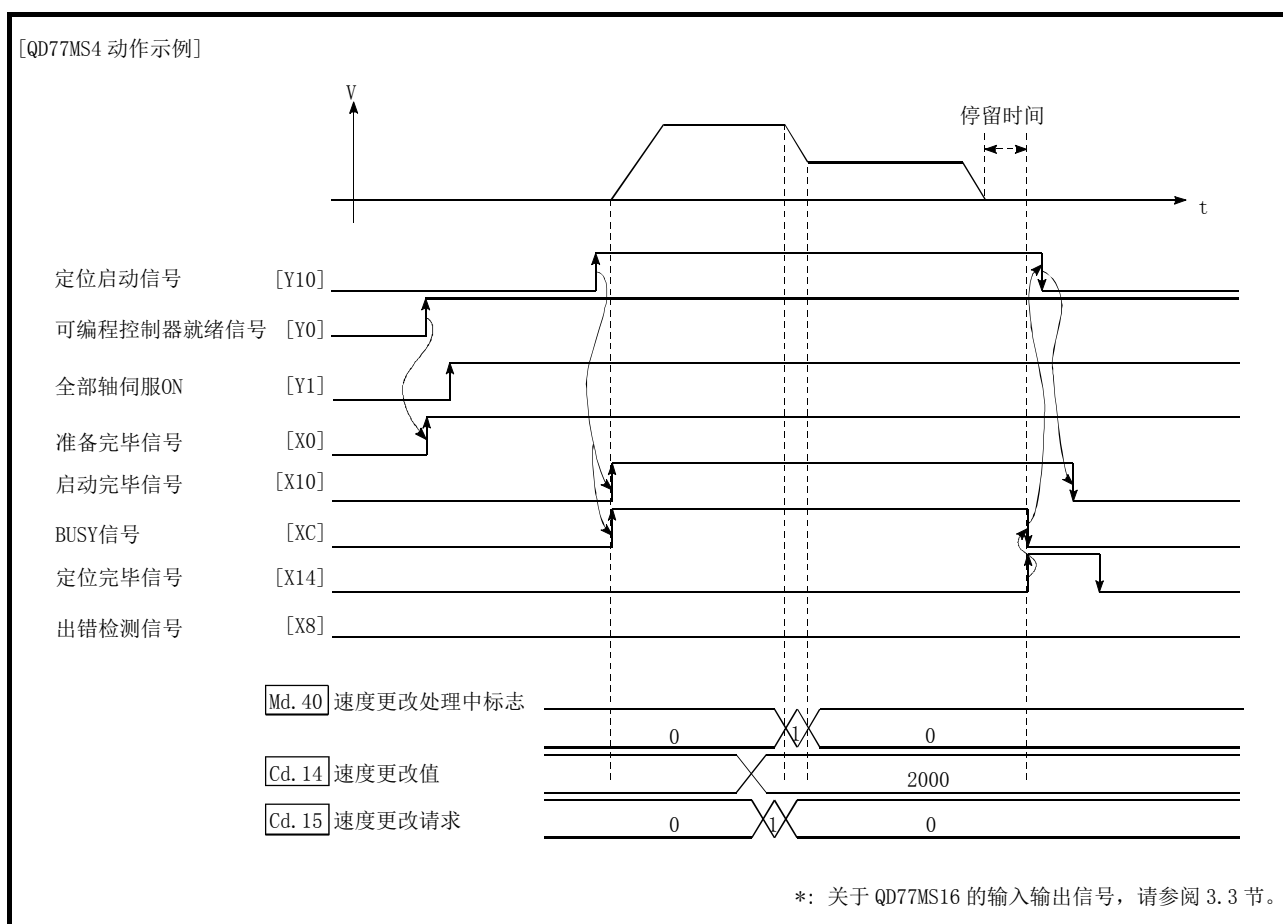 [QD77MS4 动作示例]
V
停留时间
t
定位启动信号 [Y10]
可编程控制器就绪信号 [Y0]
全部轴伺服ON [Y1]
准备完毕信号 [X0]
启动完毕信号 [X10]
BUSY信号 [XC]
定位完毕信号 [X14]
出错检测信号 [X8]
Md.40 速度更改处理中标志
0 1 0
Cd.14 速度更改值
2000
Cd.15 速度更改请求
0 1 0
*: 关于 QD77MS16 的输入输出信号, 请参阅 3.3 节。